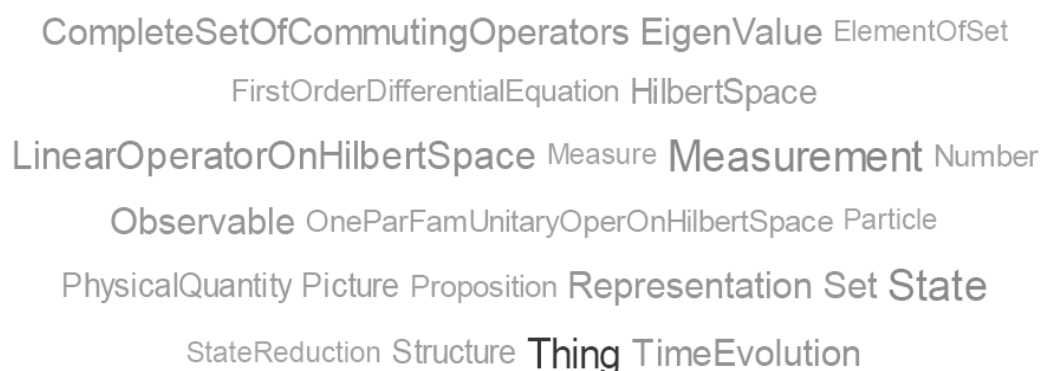 CompleteSetOfCommutingOperators EigenValue ElementOfSet
FirstOrderDifferentialEquation HilbertSpace
LinearOperatorOnHilbertSpace Measure Measurement Number
Observable OneParFamUnitaryOperOnHilbertSpace Particle
PhysicalQuantity Picture Proposition Representation Set State
StateReduction Structure Thing TimeEvolution